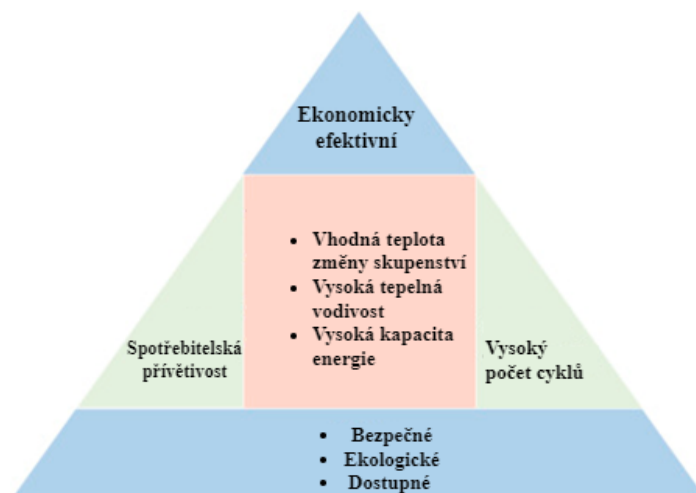 Ekonomicky
efektivní
• Vhodná teplota
změny skupenství
• Vysoká tepelná
vodivost
• Vysoká kapacita
energie
Spotřebitelská
přívětivost
Vysoký
počet cyklů
• Bezpečné
• Ekologické
• Dostupné